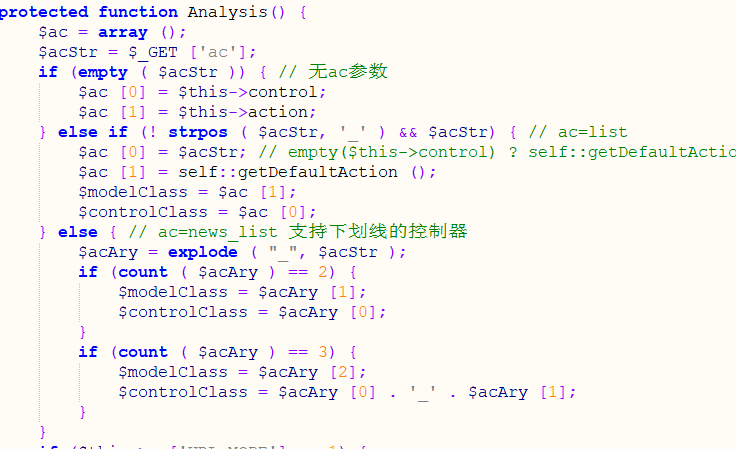 protected function Analysis() {
$ac = array ();
$acStr = $_GET ['ac'];
if (empty ( $acStr )) { // 无ac参数
$ac [0] = $this->control;
$ac [1] = $this->action;
} else if (! strpos ( $acStr, '_' ) && $acStr) { // ac=list
$ac [0] = $acStr; // empty($this->control) ? self::getDefaultActio
$ac [1] = self::getDefaultAction ();
$modelClass = $ac [1];
$controlClass = $ac [0];
} else { // ac=news_list 支持下划线的控制器
$acAry = explode ( "_", $acStr );
if (count ( $acAry ) == 2) {
$modelClass = $acAry [1];
$controlClass = $acAry [0];
}
if (count ( $acAry ) == 3) {
$modelClass = $acAry [2];
$controlClass = $acAry [0] . '_' . $acAry [1];
}
}